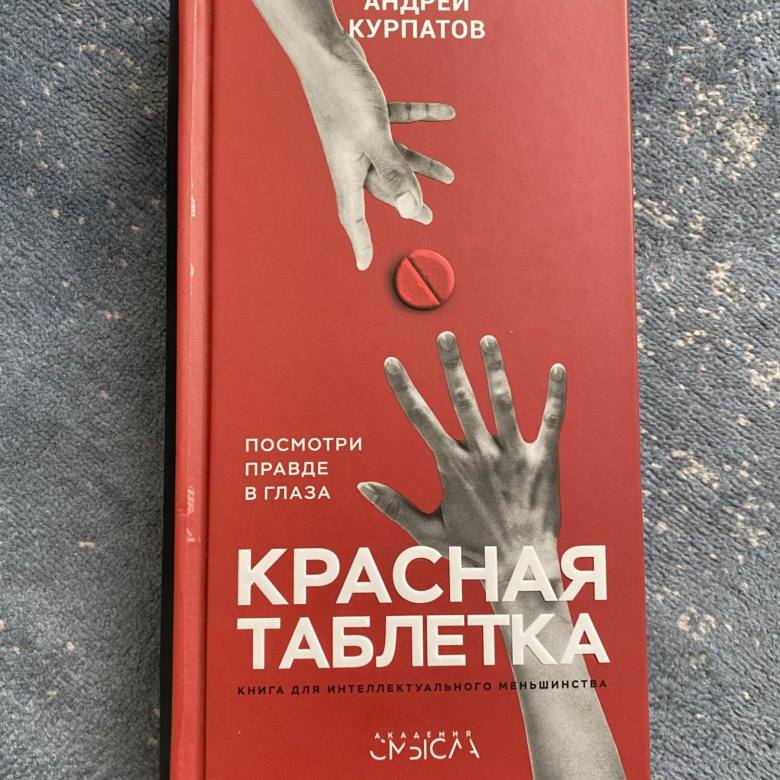 АНДРЕЙ
КУРПАТОВ
ПОСМОТРИ
ПРАВДЕ
В ГЛАЗА
КРАСНАЯ
ТАБЛЕТКА
КНИГА ДЛЯ ИНТЕЛЛЕКТУАЛЬНОГО МЕНЬШИНСТВА
АКАДЕМИЯ
СМЫСЛА